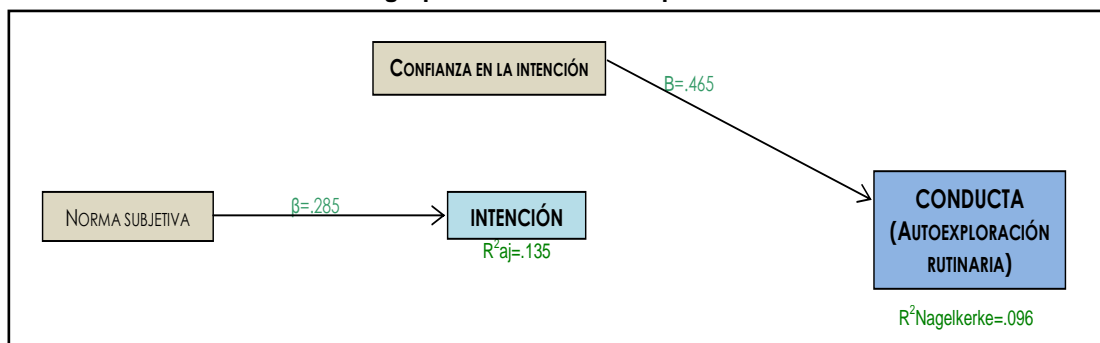 CONFIANZA EN LA INTENCIÓN
B=.465
NORMA SUBJETIVA
β=.285
INTENCIÓN
R²aj=.135
CONDUCTA
(AUTOEXPLORACIÓN
RUTINARIA)
R²Nagelkerke=.096